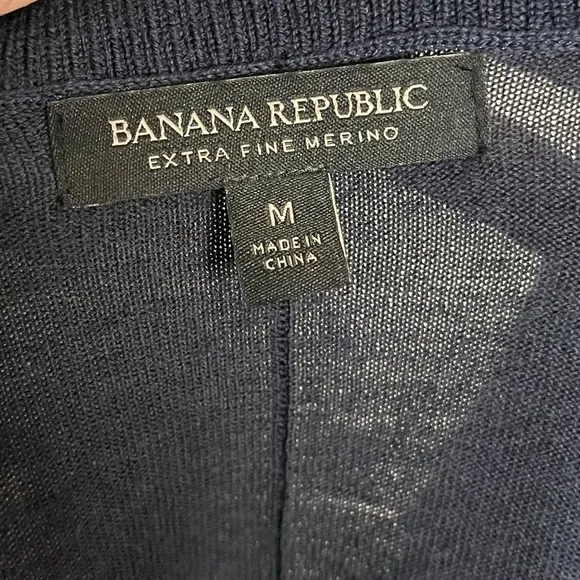 BANANA REPUBLIC
EXTRA FINE MERINO
M
MADE IN
CHINA